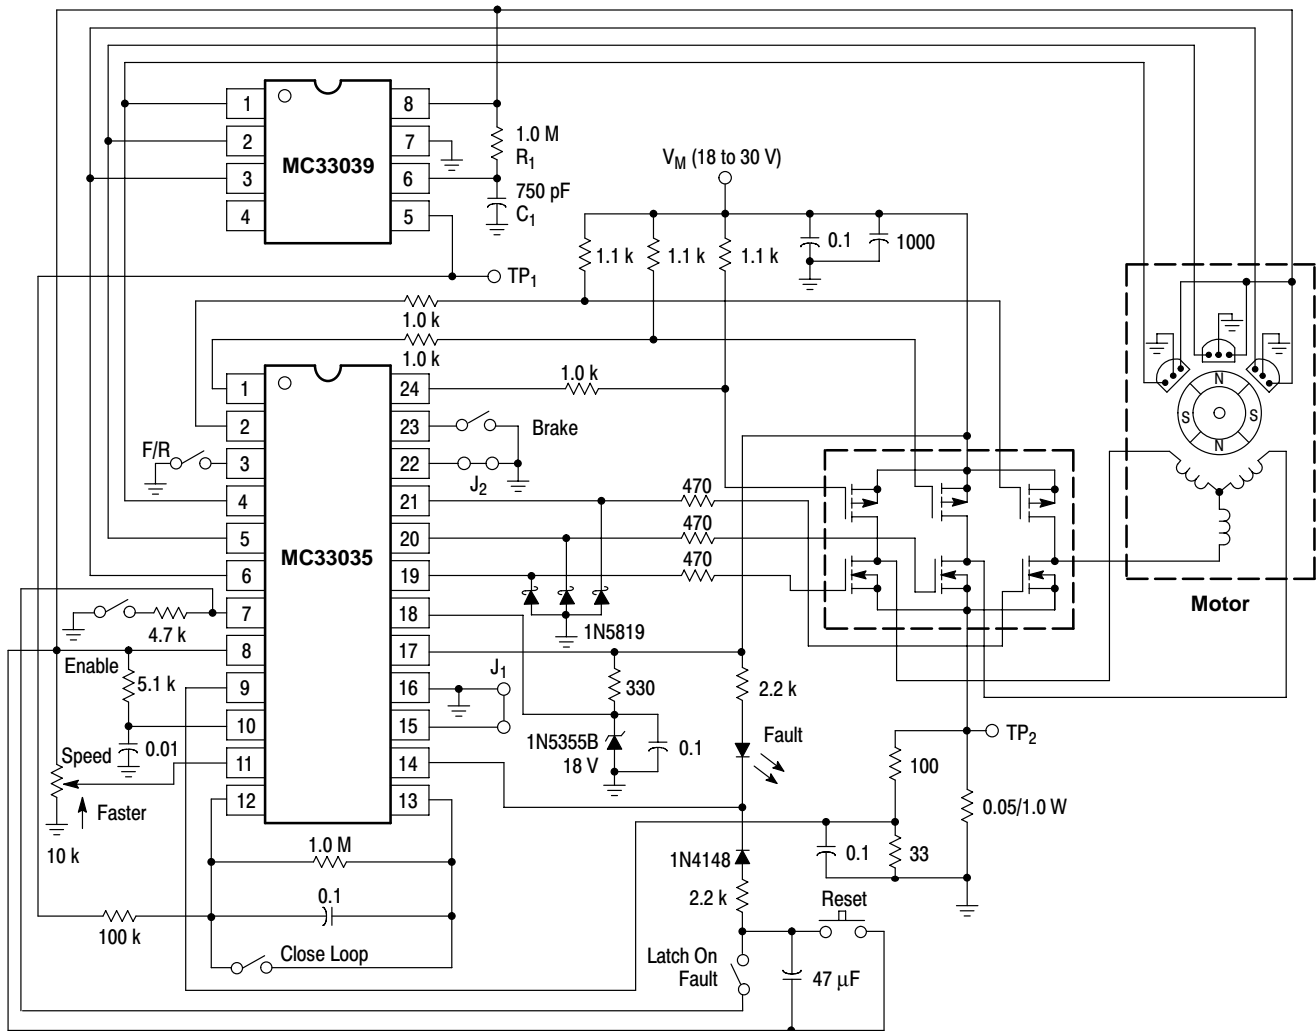 1
2
3
4
MC33039
8
7
6
5
1.0 M
R1
750 pF
C1
TP1
VM (18 to 30 V)
1.1 k
1.1 k
1.1 k
0.1
1000
1.0 k
1.0 k
1.0 k
N
S
S
N
Motor
1
2
3
4
5
6
7
8
9
10
11
12
MC33035
24
23
22
21
20
19
18
17
16
15
14
13
F/R
Brake
J2
470
470
470
1N5819
4.7 k
Enable
5.1 k
0.01
Speed
Faster
10 k
J1
330
1N5355B
18 V
0.1
2.2 k
Fault
TP2
100
0.05/1.0 W
0.1
33
1N4148
2.2 k
Reset
1.0 M
0.1
100 k
Close Loop
Latch On
Fault
47 μF